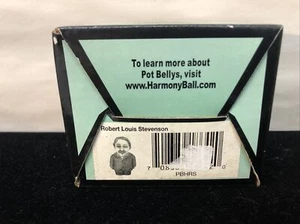 To learn more about
Pot Bellys, visit
www.HarmonyBall.com
Robert Louis Stevenson
PBHRS